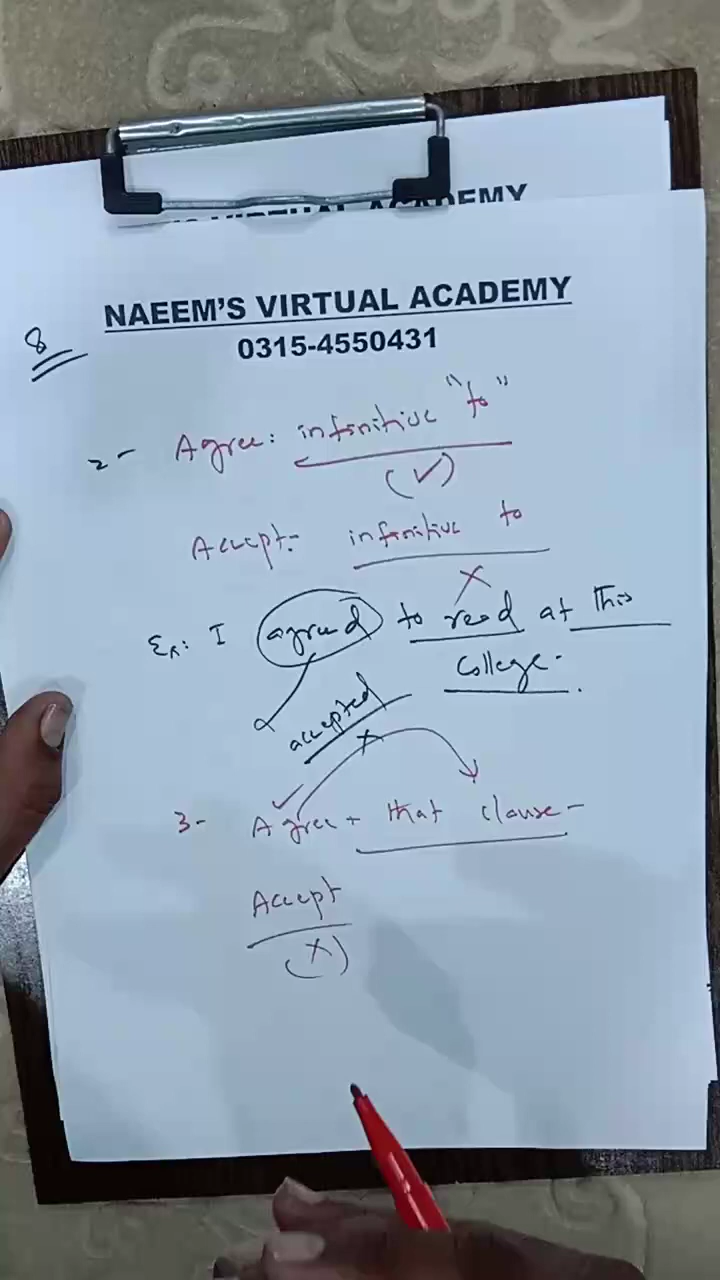 ACADEMY
NAEEM'S VIRTUAL ACADEMY
0315-4550431
8
2- Agree: infinitive "to"
(✓)
Accept:- infinitive to
×
Ex: I agreed to read at this
college.
accepted
×
3- Agree + that clause-
Accept
(×)